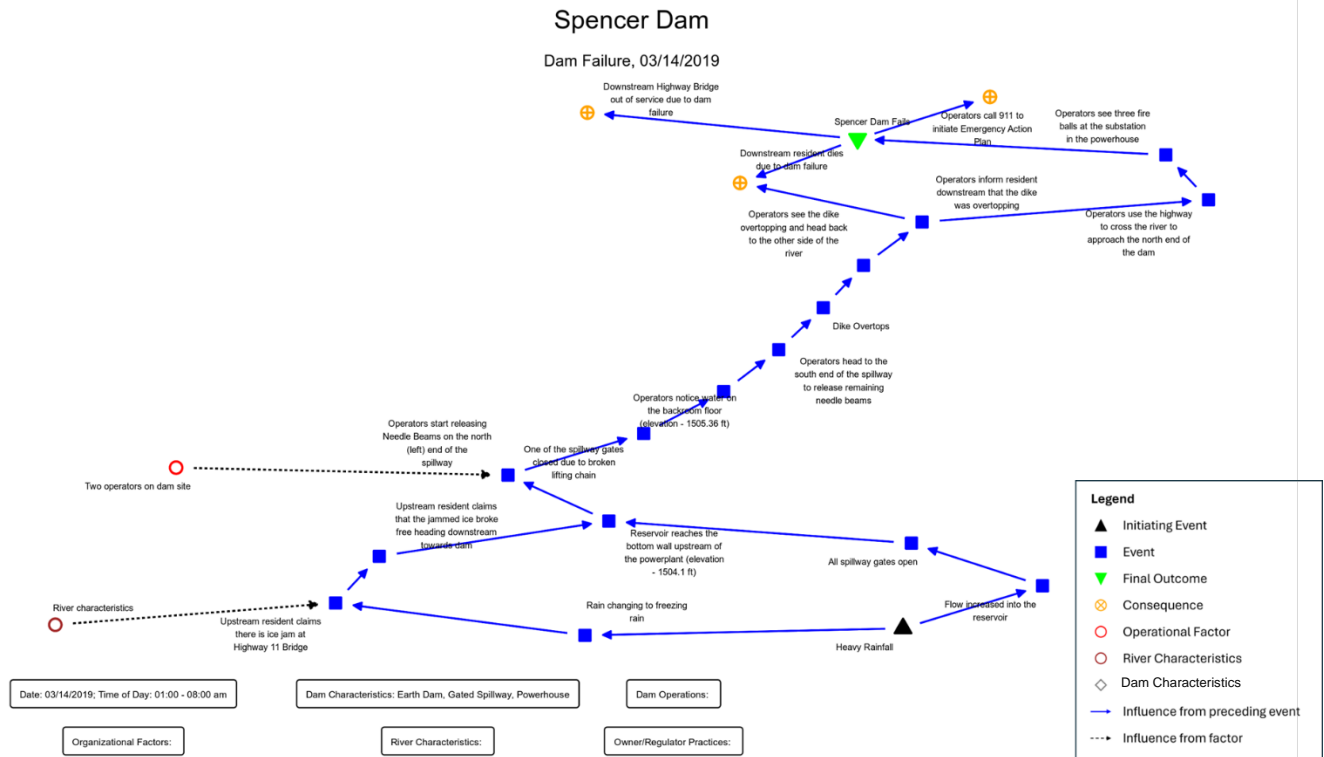 Spencer Dam
Dam Failure, 03/14/2019
Downstream Highway Bridge
out of service due to dam
failure
Spencer Dam Fails
Operators call 911 to
initiate Emergency Action
Plan
Operators see three fire
balls at the substation
in the powerhouse
Downstream resident dies
due to dam failure
Operators inform resident
downstream that the dike
was overtopping
Operators see the dike
overtopping and head back
to the other side of the
river
Operators use the highway
to cross the river to
approach the north end of
the dam
Dike Overtops
Operators head to the
south end of the spillway
to release remaining
needle beams
Operators notice water on
the backroom floor
(elevation - 1505.36 ft)
Operators start releasing
Needle Beams on the north
(left) end of the
spillway
One of the spillway gates
closed due to broken
lifting chain
Two operators on dam site
Upstream resident claims
that the jammed ice broke
free heading downstream
towards dam
Reservoir reaches the
bottom wall upstream of
the powerplant (elevation
- 1504.1 ft)
All spillway gates open
River characteristics
Upstream resident claims
there is ice jam at
Highway 11 Bridge
Rain changing to freezing
rain
Flow increased into the
reservoir
Heavy Rainfall
Legend
Initiating Event
Event
Final Outcome
Consequence
Operational Factor
River Characteristics
Dam Characteristics
Influence from preceding event
Influence from factor
Date: 03/14/2019; Time of Day: 01:00 - 08:00 am
Dam Characteristics: Earth Dam, Gated Spillway, Powerhouse
Dam Operations:
Organizational Factors:
River Characteristics:
Owner/Regulator Practices: